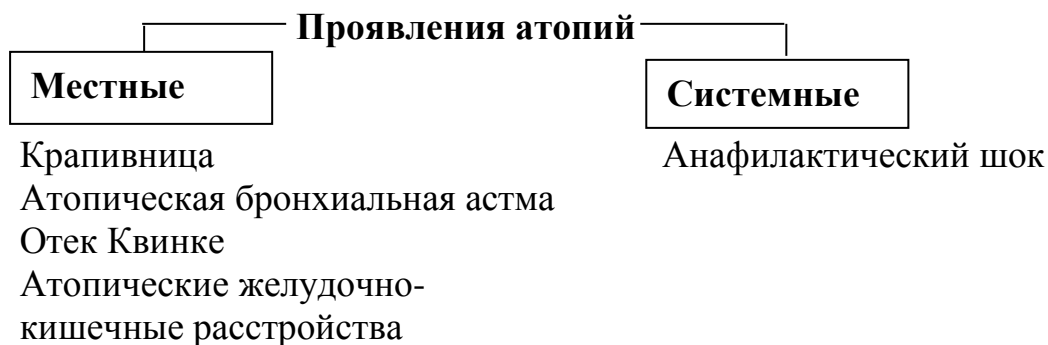 Проявления атопий
Местные
Системные
Крапивница
Анафилактический шок
Атопическая бронхиальная астма
Отек Квинке
Атопические желудочно-
кишечные расстройства